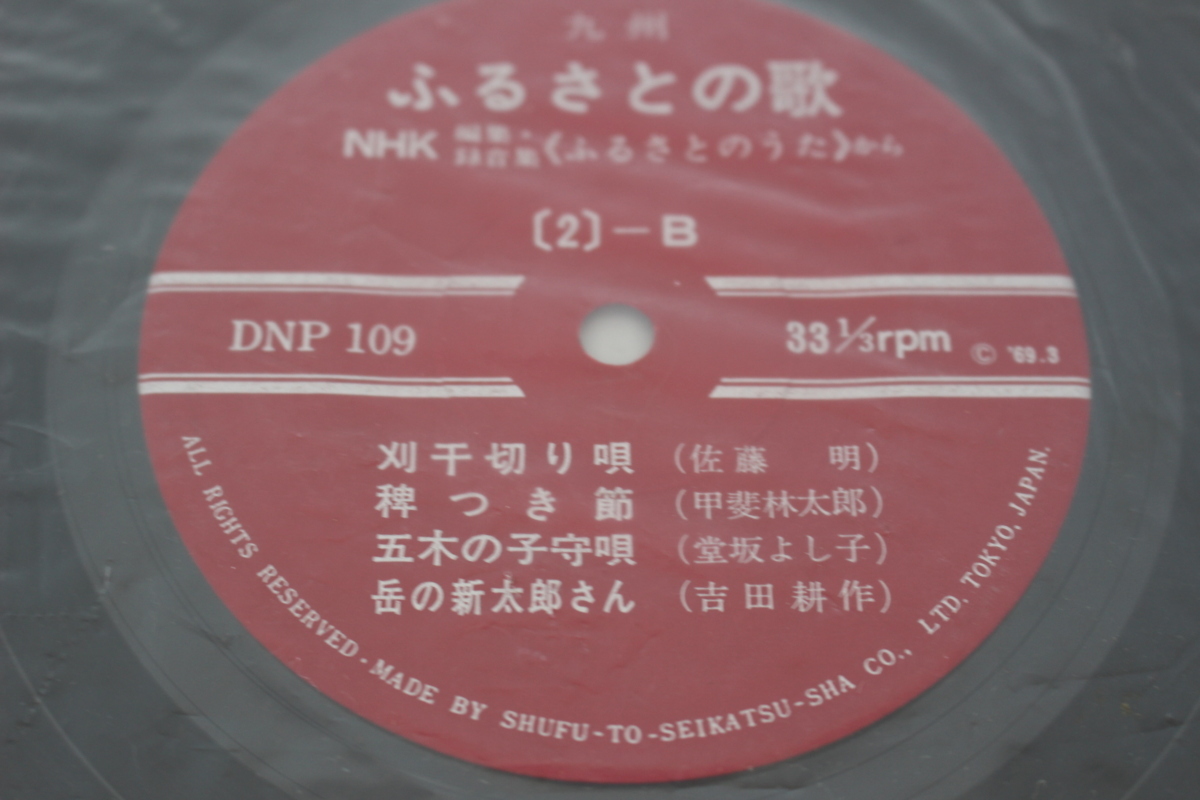 九州
ふるさとの歌
NHK 編集・録音集《ふるさとのうた》から
〔2〕－B
DNP 109
33⅓rpm © '69.3
刈干切り唄 (佐藤 明)
稗つき節 (甲斐林太郎)
五木の子守唄 (堂坂よし子)
岳の新太郎さん (吉田耕作)
ALL RIGHTS RESERVED - MADE BY SHUFU-TO-SEIKATSU-SHA CO., LTD. TOKYO, JAPAN.